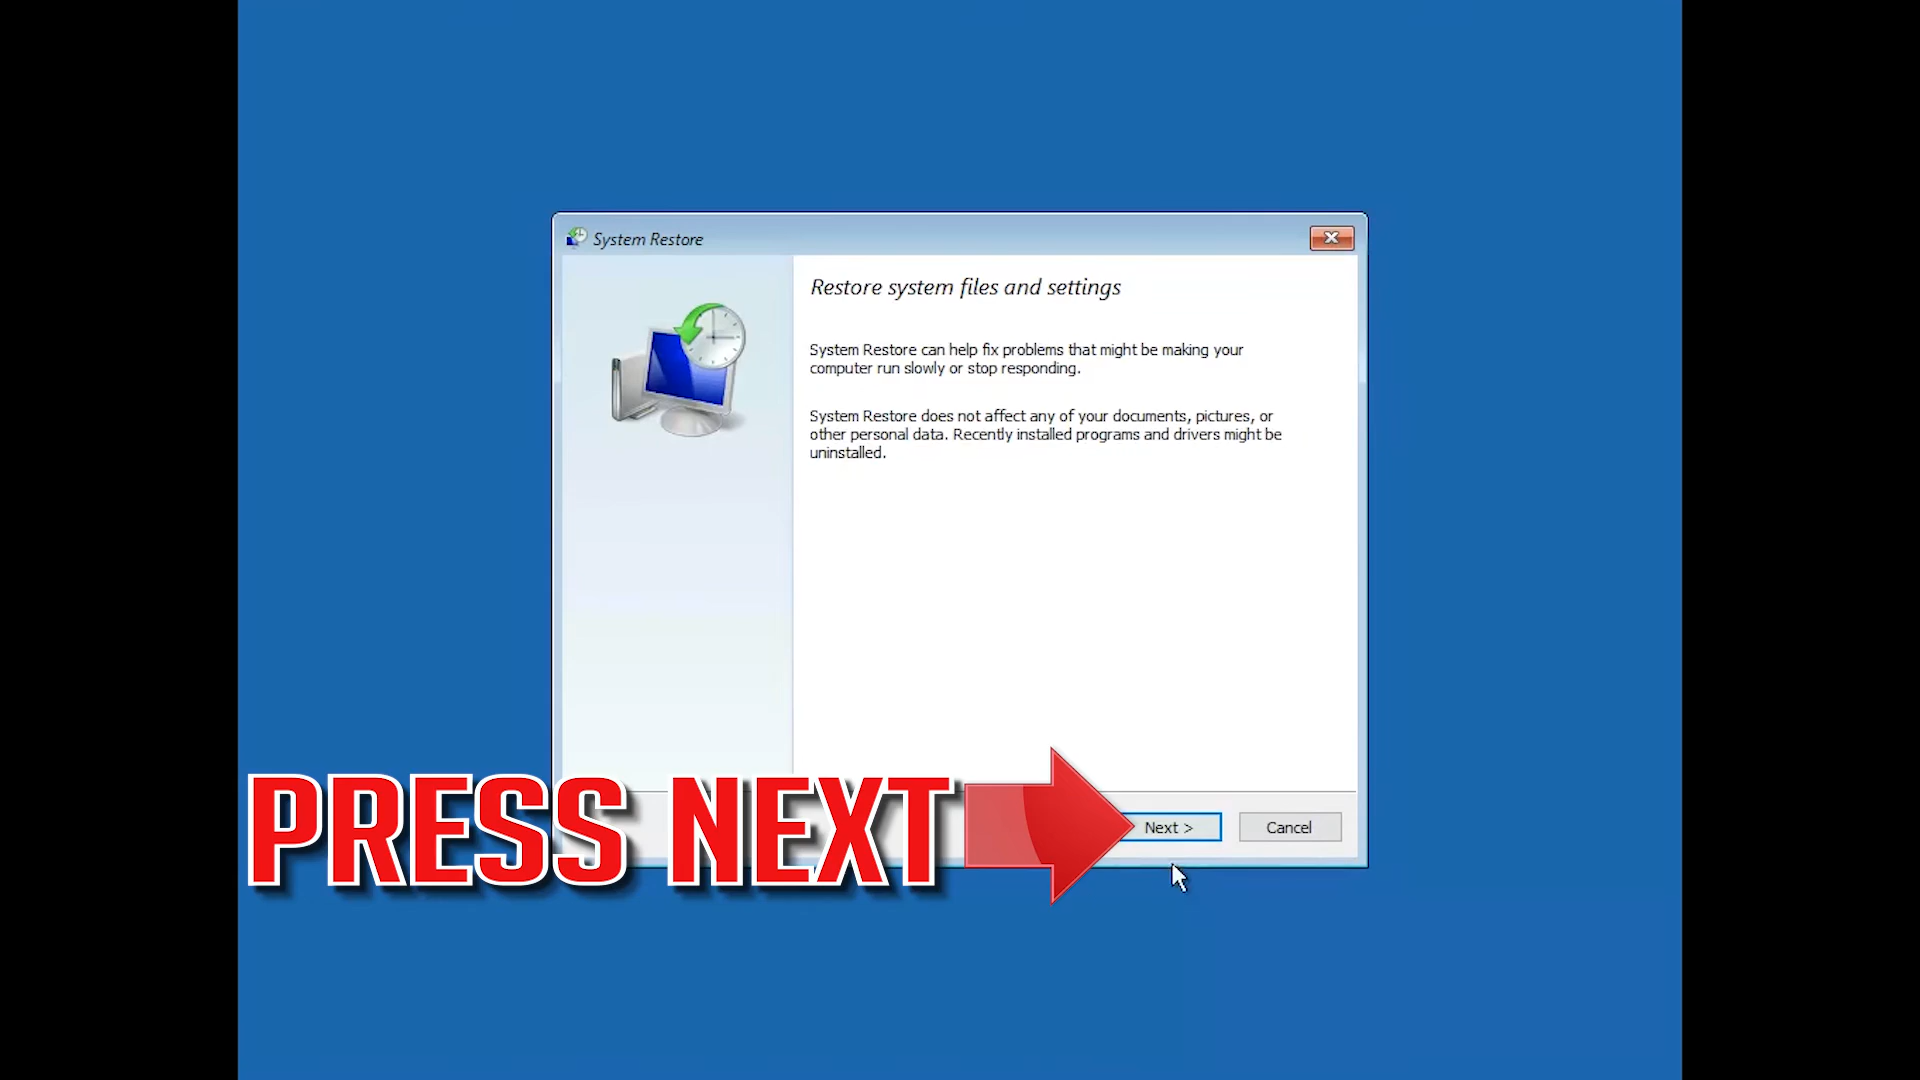 System Restore
Restore system files and settings
System Restore can help fix problems that might be making your
computer run slowly or stop responding.
System Restore does not affect any of your documents, pictures, or
other personal data. Recently installed programs and drivers might be
uninstalled.
PRESS NEXT
Next >
Cancel